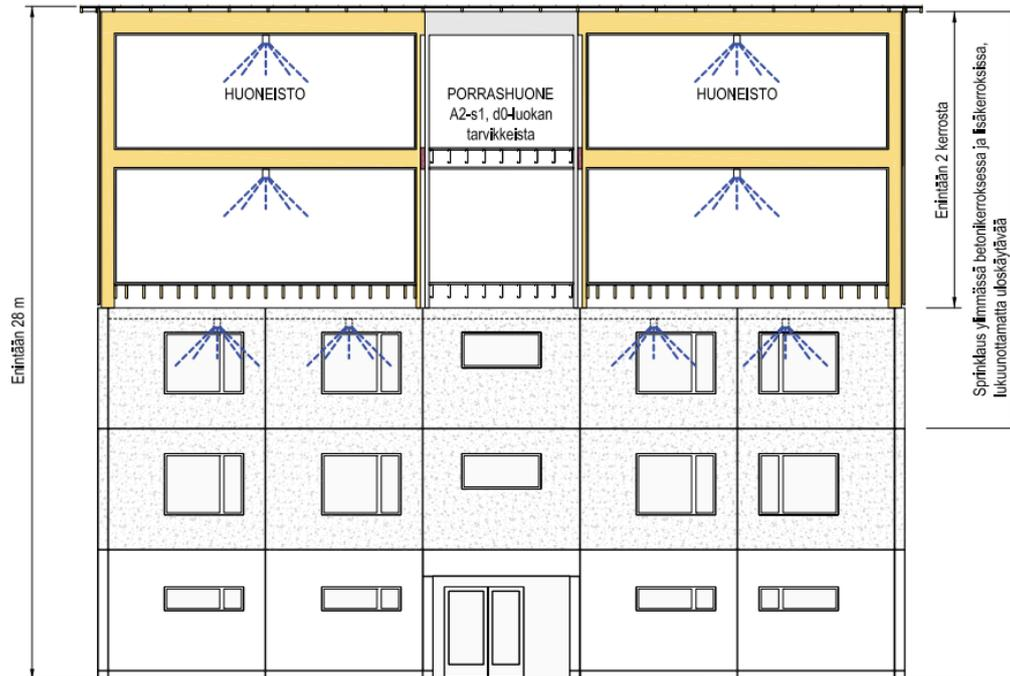 HUONEISTO
PORRASHUONE
A2-s1, d0-luokan
tarvikkeista
HUONEISTO
Enintään 28 m
Enintään 2 kerrosta
Sprinklaus ylimmässä betonikerroksessa ja lisäkerroksissa,
lukuunottamatta uloskäytävää